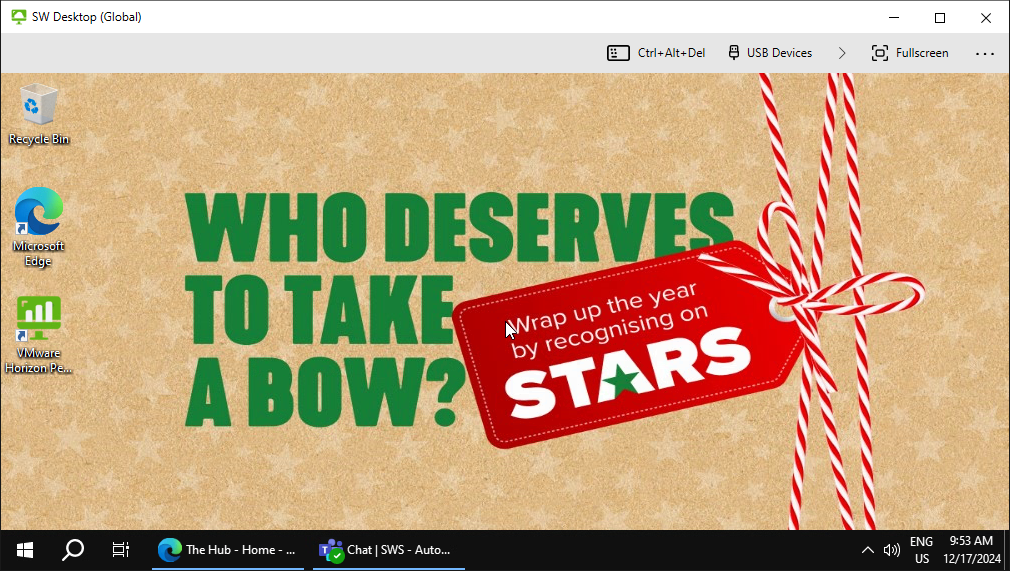 SW Desktop (Global)
Ctrl+Alt+Del
USB Devices
Fullscreen
Recycle Bin
Microsoft
Edge
VMware
Horizon Pe...
WHO DESERVES
TO TAKE
A BOW?
Wrap up the year
by recognising on
STARS
The Hub - Home - ...
Chat | SWS - Auto...
ENG
US
9:53 AM
12/17/2024